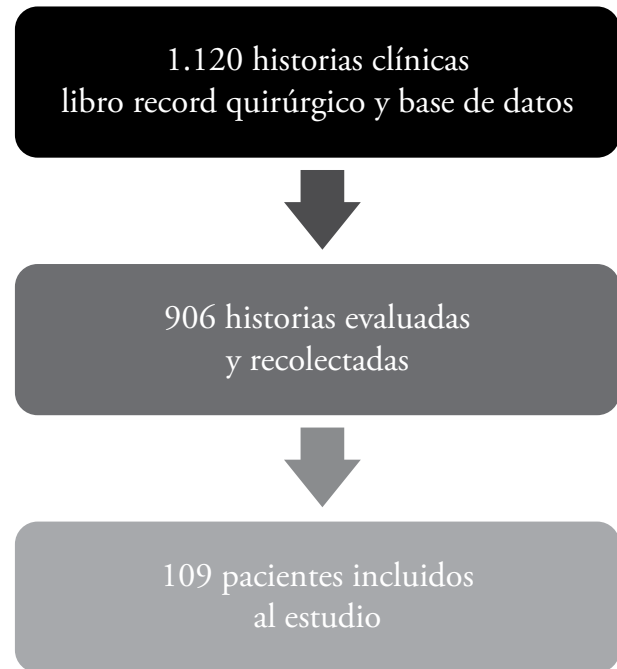 1.120 historias clínicas
libro record quirúrgico y base de datos
906 historias evaluadas
y recolectadas
109 pacientes incluidos
al estudio